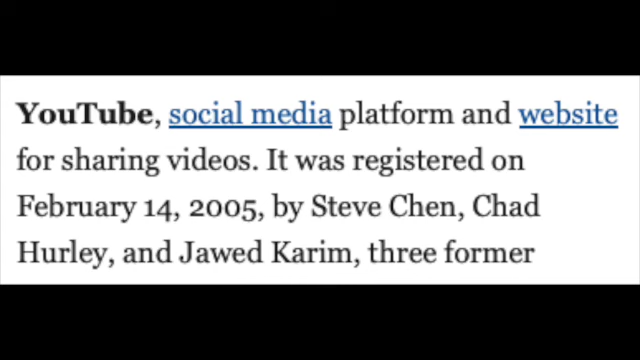 YouTube, social media platform and website
for sharing videos. It was registered on
February 14, 2005, by Steve Chen, Chad
Hurley, and Jawed Karim, three former